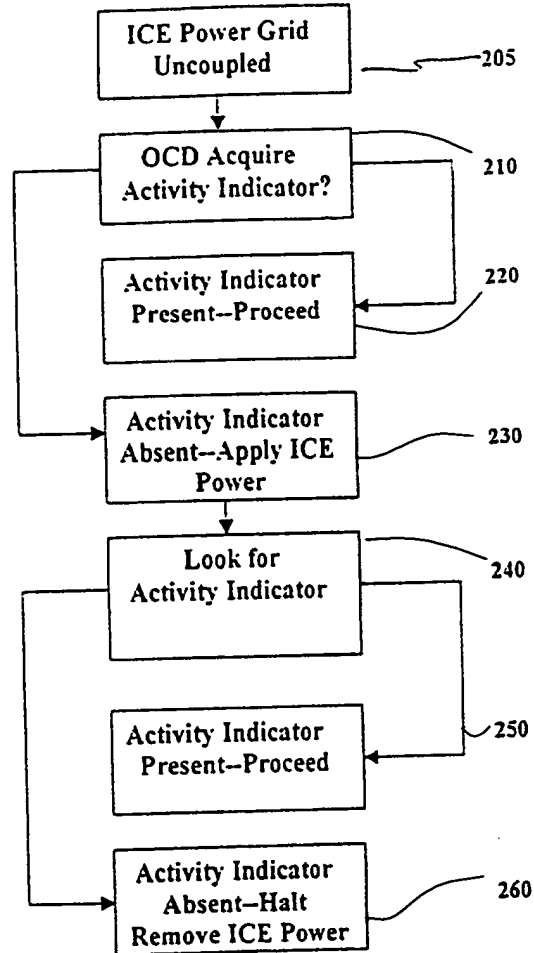 ICE Power Grid
Uncoupled
205
OCD Acquire
Activity Indicator?
210
Activity Indicator
Present--Proceed
220
Activity Indicator
Absent--Apply ICE
Power
230
Look for
Activity Indicator
240
Activity Indicator
Present--Proceed
250
Activity Indicator
Absent--Halt
Remove ICE Power
260